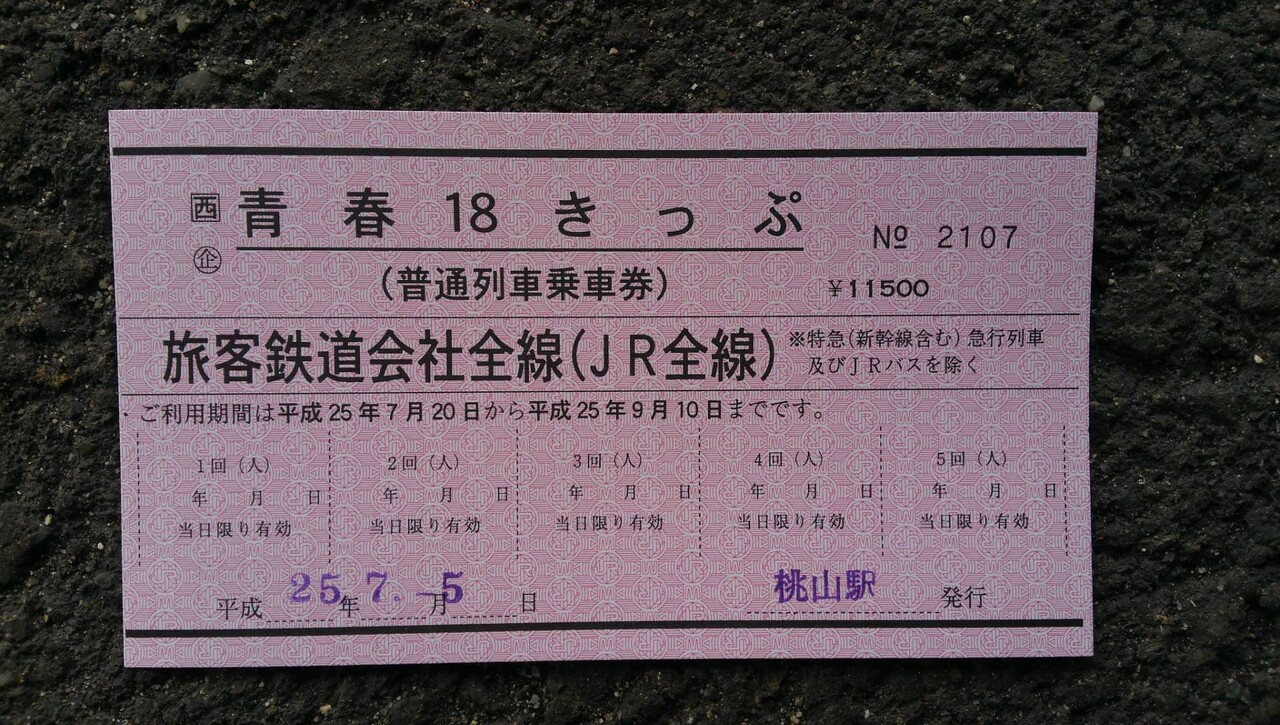 西 青春18きっぷ
企
№ 2107
(普通列車乗車券)
¥11500
旅客鉄道会社全線(JR全線)
※特急(新幹線含む)急行列車
及びJRバスを除く
・ご利用期間は平成25年7月20日から平成25年9月10日までです。
1回(人) 2回(人) 3回(人) 4回(人) 5回(人)
年 月 日 年 月 日 年 月 日 年 月 日 年 月 日
当日限り有効 当日限り有効 当日限り有効 当日限り有効 当日限り有効
平成 25年 7.月 -5 日 桃山駅 発行